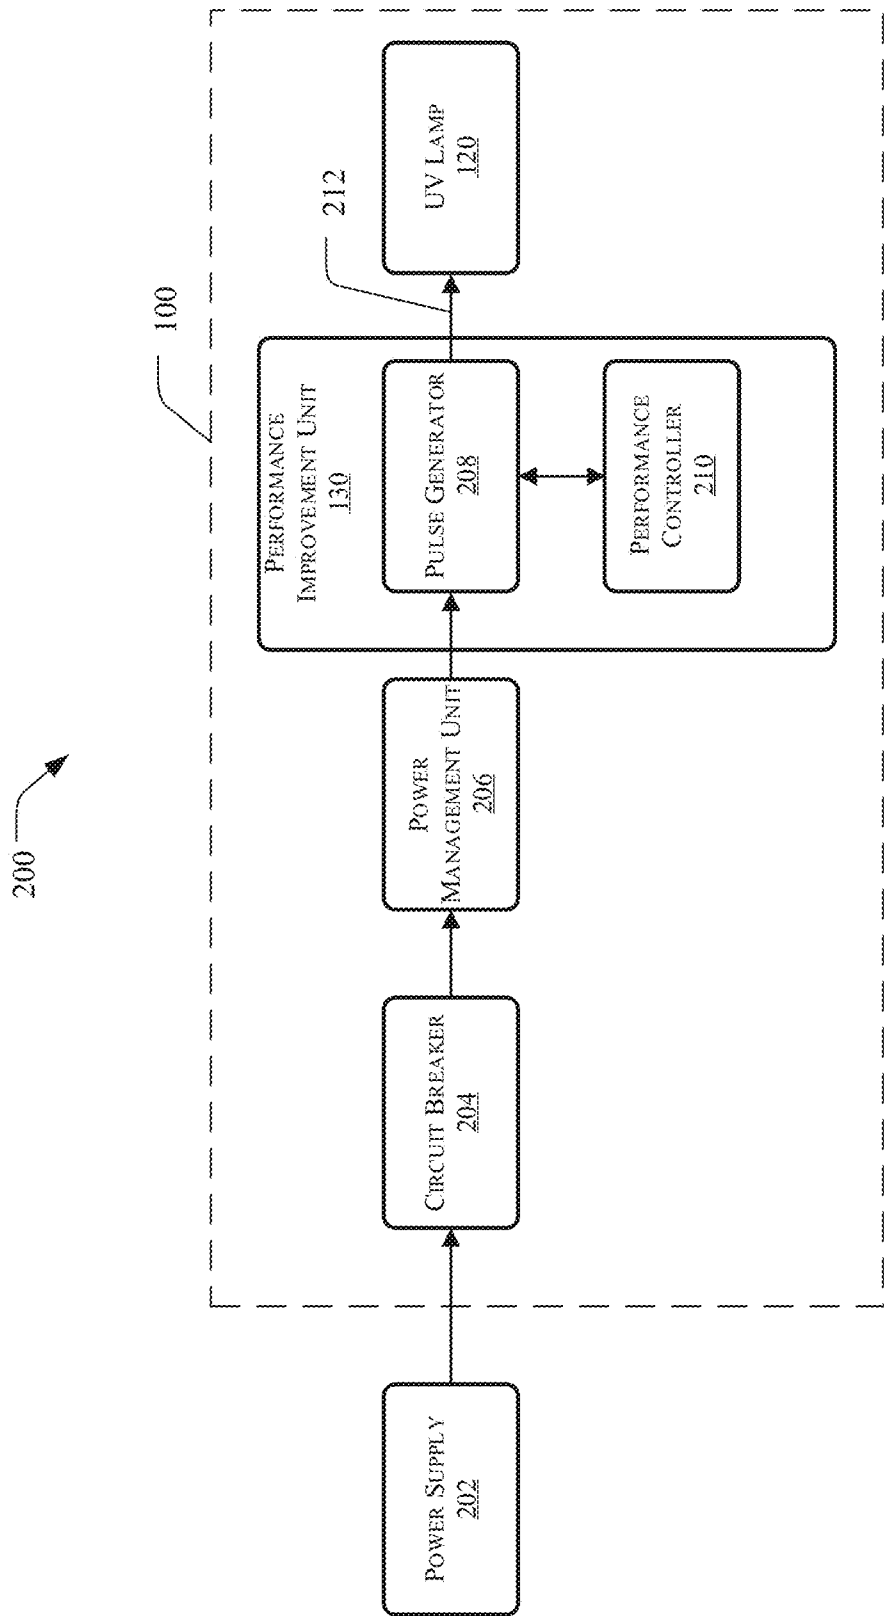 200
100
POWER SUPPLY
202
CIRCUIT BREAKER
204
POWER
MANAGEMENT UNIT
206
PERFORMANCE
IMPROVEMENT UNIT
130
PULSE GENERATOR
208
PERFORMANCE
CONTROLLER
210
212
UV LAMP
120